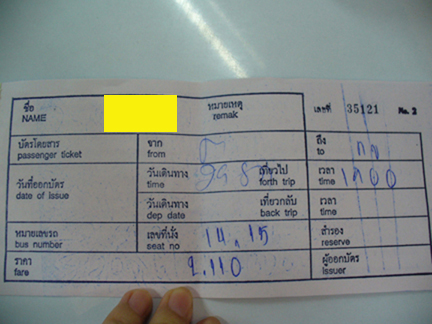 ชื่อ หมายเหตุ เลขที่ 35121 No. 2
NAME remak
บัตรโดยสาร จาก ถึง
passenger ticket from to
วันที่ออกบัตร วันเดินทาง เที่ยวไป เวลา
date of issue time forth trip time
วันเดินทาง เที่ยวกลับ เวลา
dep date back trip time
หมายเลขรถ เลขที่นั่ง 14.15 สำรอง
bus number seat no reserve
ราคา 2.110 ผู้ออกบัตร
fare issuer